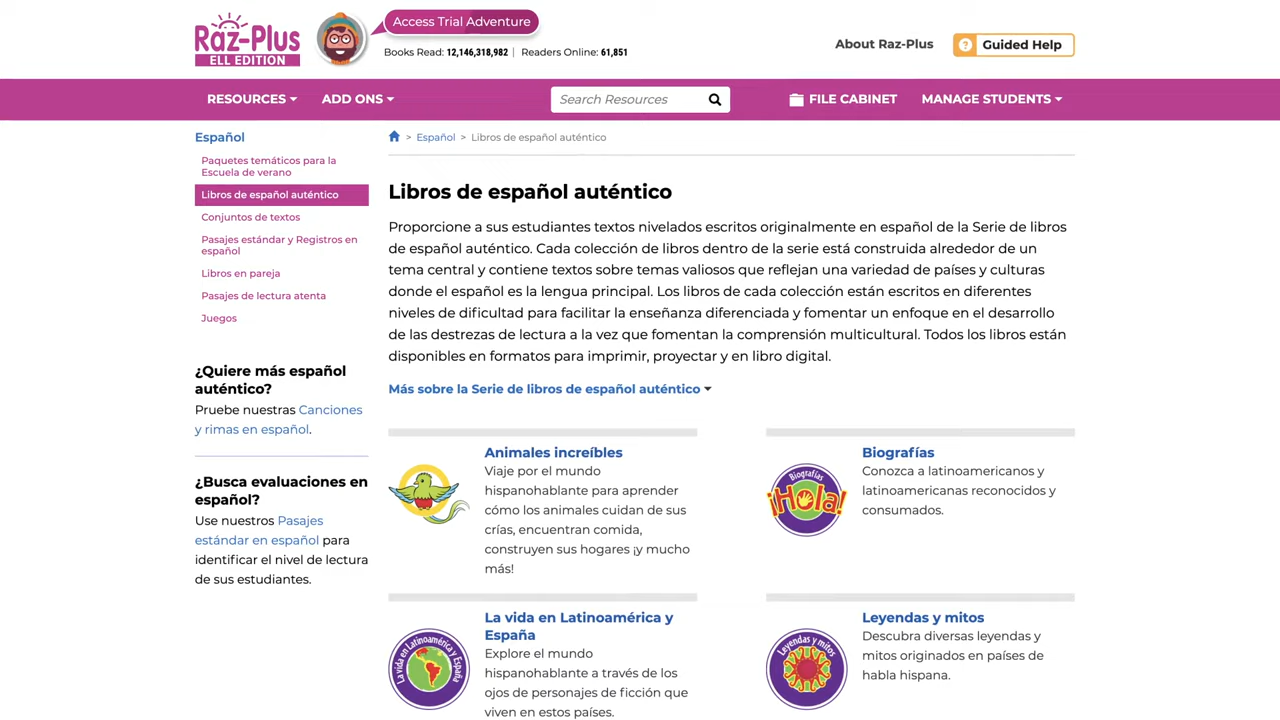 Raz-Plus
ELL EDITION
Access Trial Adventure
Books Read: 12,146,318,982 | Readers Online: 61,851
About Raz-Plus
? Guided Help
RESOURCES
ADD ONS
Search Resources
FILE CABINET
MANAGE STUDENTS
Español
Paquetes temáticos para la
Escuela de verano
Libros de español auténtico
Conjuntos de textos
Pasajes estándar y Registros en
español
Libros en pareja
Pasajes de lectura atenta
Juegos
¿Quiere más español
auténtico?
Pruebe nuestras Canciones
y rimas en español.
¿Busca evaluaciones en
español?
Use nuestros Pasajes
estándar en español para
identificar el nivel de lectura
de sus estudiantes.
> Español > Libros de español auténtico
Libros de español auténtico
Proporcione a sus estudiantes textos nivelados escritos originalmente en español de la Serie de libros
de español auténtico. Cada colección de libros dentro de la serie está construida alrededor de un
tema central y contiene textos sobre temas valiosos que reflejan una variedad de países y culturas
donde el español es la lengua principal. Los libros de cada colección están escritos en diferentes
niveles de dificultad para facilitar la enseñanza diferenciada y fomentar un enfoque en el desarrollo
de las destrezas de lectura a la vez que fomentan la comprensión multicultural. Todos los libros están
disponibles en formatos para imprimir, proyectar y en libro digital.
Más sobre la Serie de libros de español auténtico
Animales increíbles
Viaje por el mundo
hispanohablante para aprender
cómo los animales cuidan de sus
crías, encuentran comida,
construyen sus hogares ¡y mucho
más!
Biografías
¡Hola!
Biografías
Conozca a latinoamericanos y
latinoamericanas reconocidos y
consumados.
La vida en Latinoamérica y España
La vida en Latinoamérica y
España
Explore el mundo
hispanohablante a través de los
ojos de personajes de ficción que
viven en estos países.
Leyendas y mitos
Leyendas y mitos
Descubra diversas leyendas y
mitos originados en países de
habla hispana.